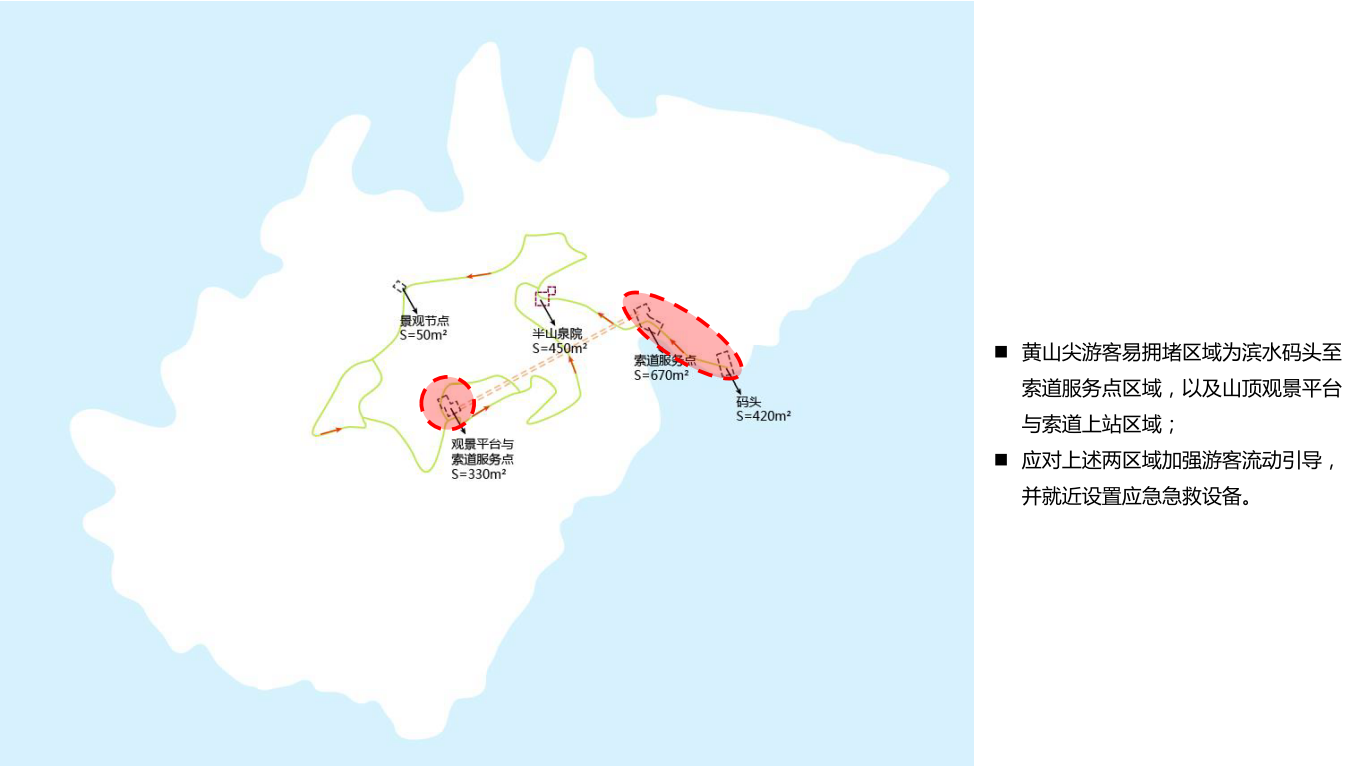 景观节点
S=50m²
半山泉院
S=450m²
索道服务点
S=670m²
码头
S=420m²
观景平台与
索道服务点
S=330m²
■ 黄山尖游客易拥堵区域为滨水码头至
索道服务点区域，以及山顶观景平台
与索道上站区域；
■ 应对上述两区域加强游客流动引导，
并就近设置应急急救设备。